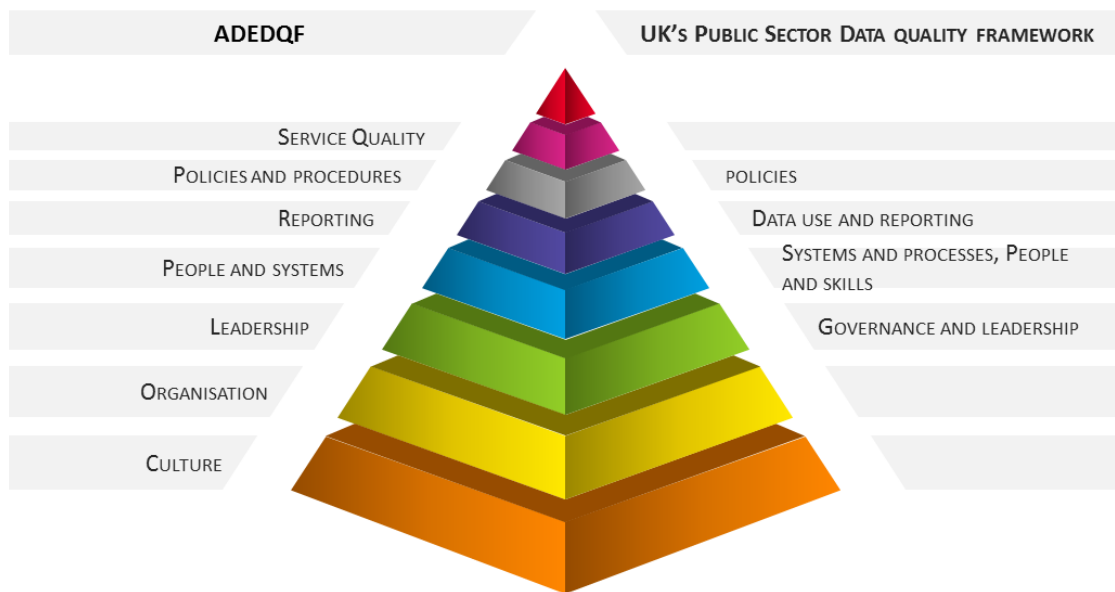 ADEDQF
UK's Public Sector Data quality framework
Service Quality
Policies and procedures
policies
Reporting
Data use and reporting
People and systems
Systems and processes, People
and skills
Leadership
Governance and leadership
Organisation
Culture